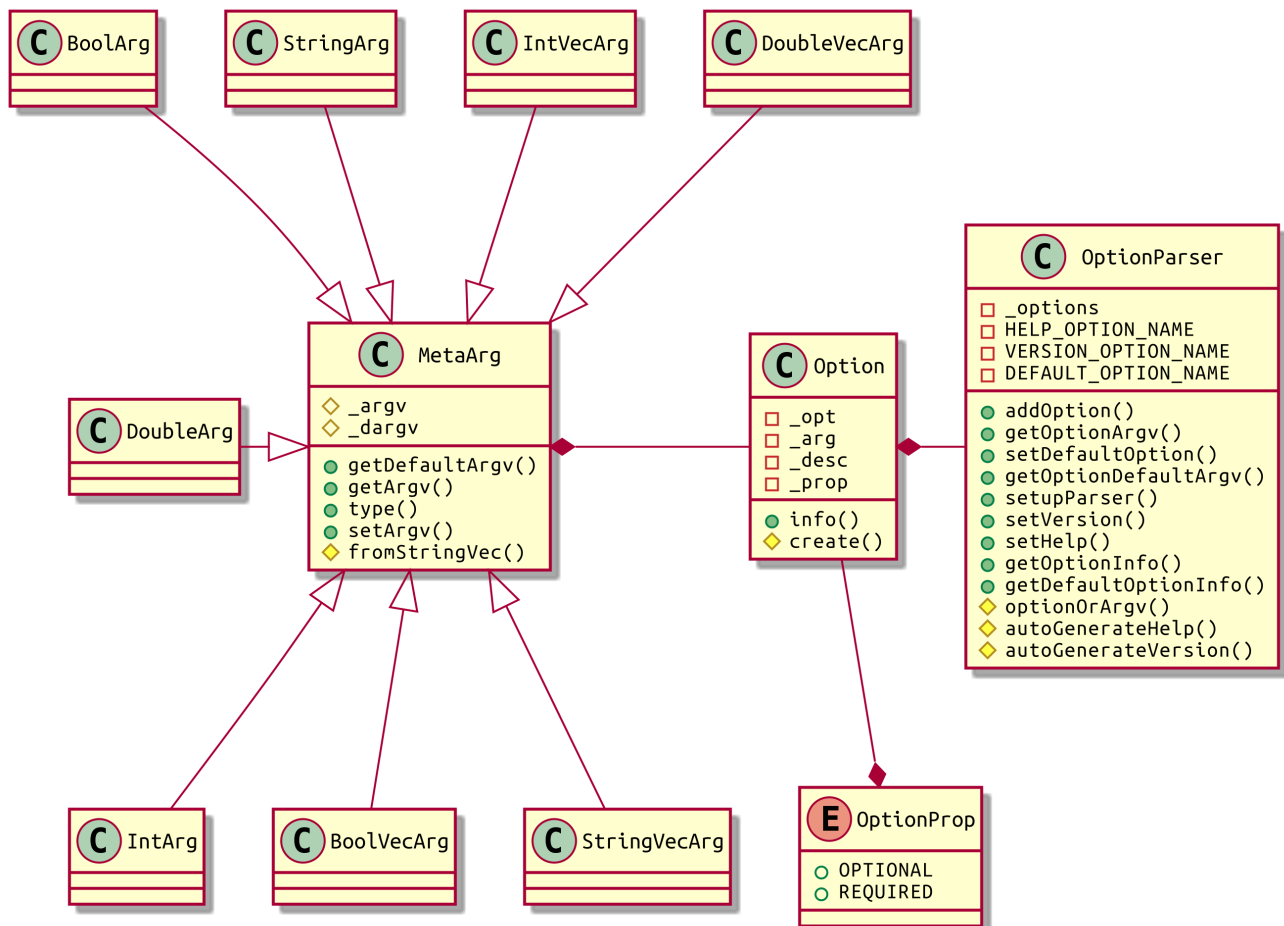 C BoolArg
C StringArg
C IntVecArg
C DoubleVecArg
C OptionParser
_options
HELP_OPTION_NAME
VERSION_OPTION_NAME
DEFAULT_OPTION_NAME
addOption()
getOptionArgv()
setDefaultOption()
getOptionDefaultArgv()
setupParser()
setVersion()
setHelp()
getOptionInfo()
getDefaultOptionInfo()
optionOrArgv()
autoGenerateHelp()
autoGenerateVersion()
C MetaArg
_argv
_dargv
getDefaultArgv()
getArgv()
type()
setArgv()
fromStringVec()
C Option
_opt
_arg
_desc
_prop
info()
create()
C DoubleArg
C IntArg
C BoolVecArg
C StringVecArg
E OptionProp
OPTIONAL
REQUIRED